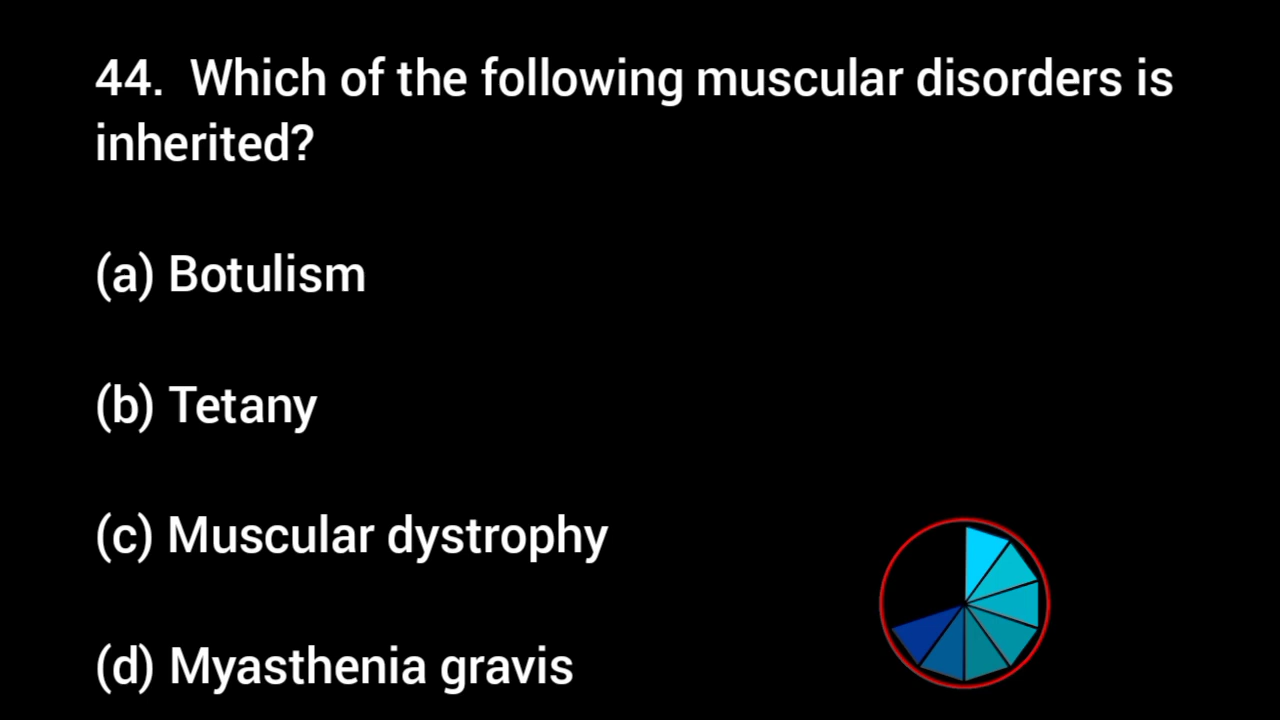 44. Which of the following muscular disorders is
inherited?
(a) Botulism
(b) Tetany
(c) Muscular dystrophy
(d) Myasthenia gravis